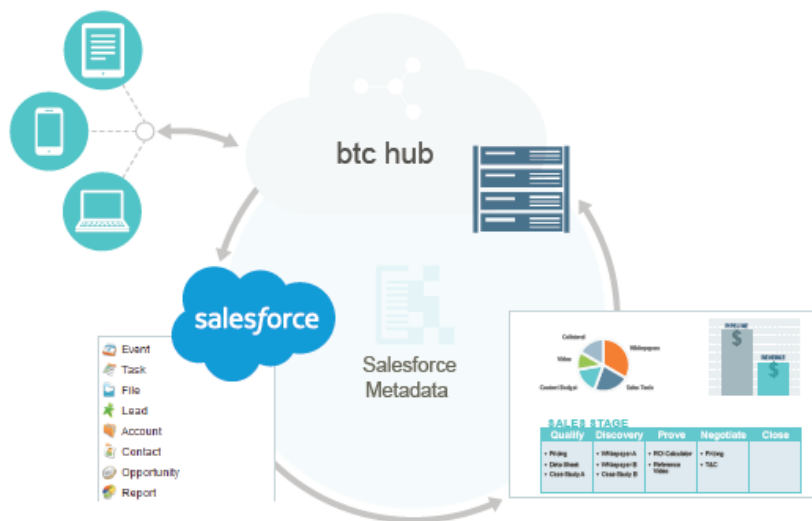 btc hub
salesforce
Salesforce
Metadata
Event
Task
File
Lead
Account
Contact
Opportunity
Report
Collateral
Whitepapers
Video
Content Budget
Sales Tools
PIPELINE
$
REVENUE
$
SALES STAGE
Qualify Discovery Prove Negotiate Close
• Pricing • Whitepaper A • ROI Calculator • Pricing
• Data Sheet • Whitepaper B • Reference • T&C
• Case Study A • Case Study B Video